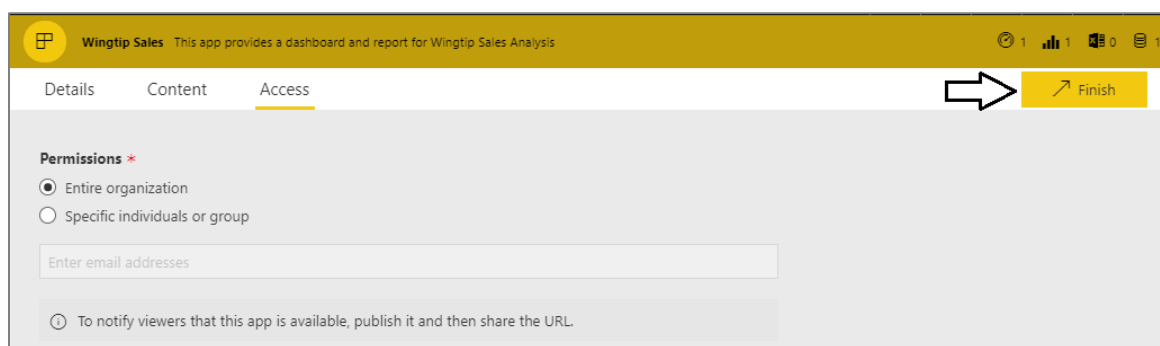 Wingtip Sales This app provides a dashboard and report for Wingtip Sales Analysis 1 1 0 1
Details Content Access Finish
Permissions *
Entire organization
Specific individuals or group
Enter email addresses
To notify viewers that this app is available, publish it and then share the URL.